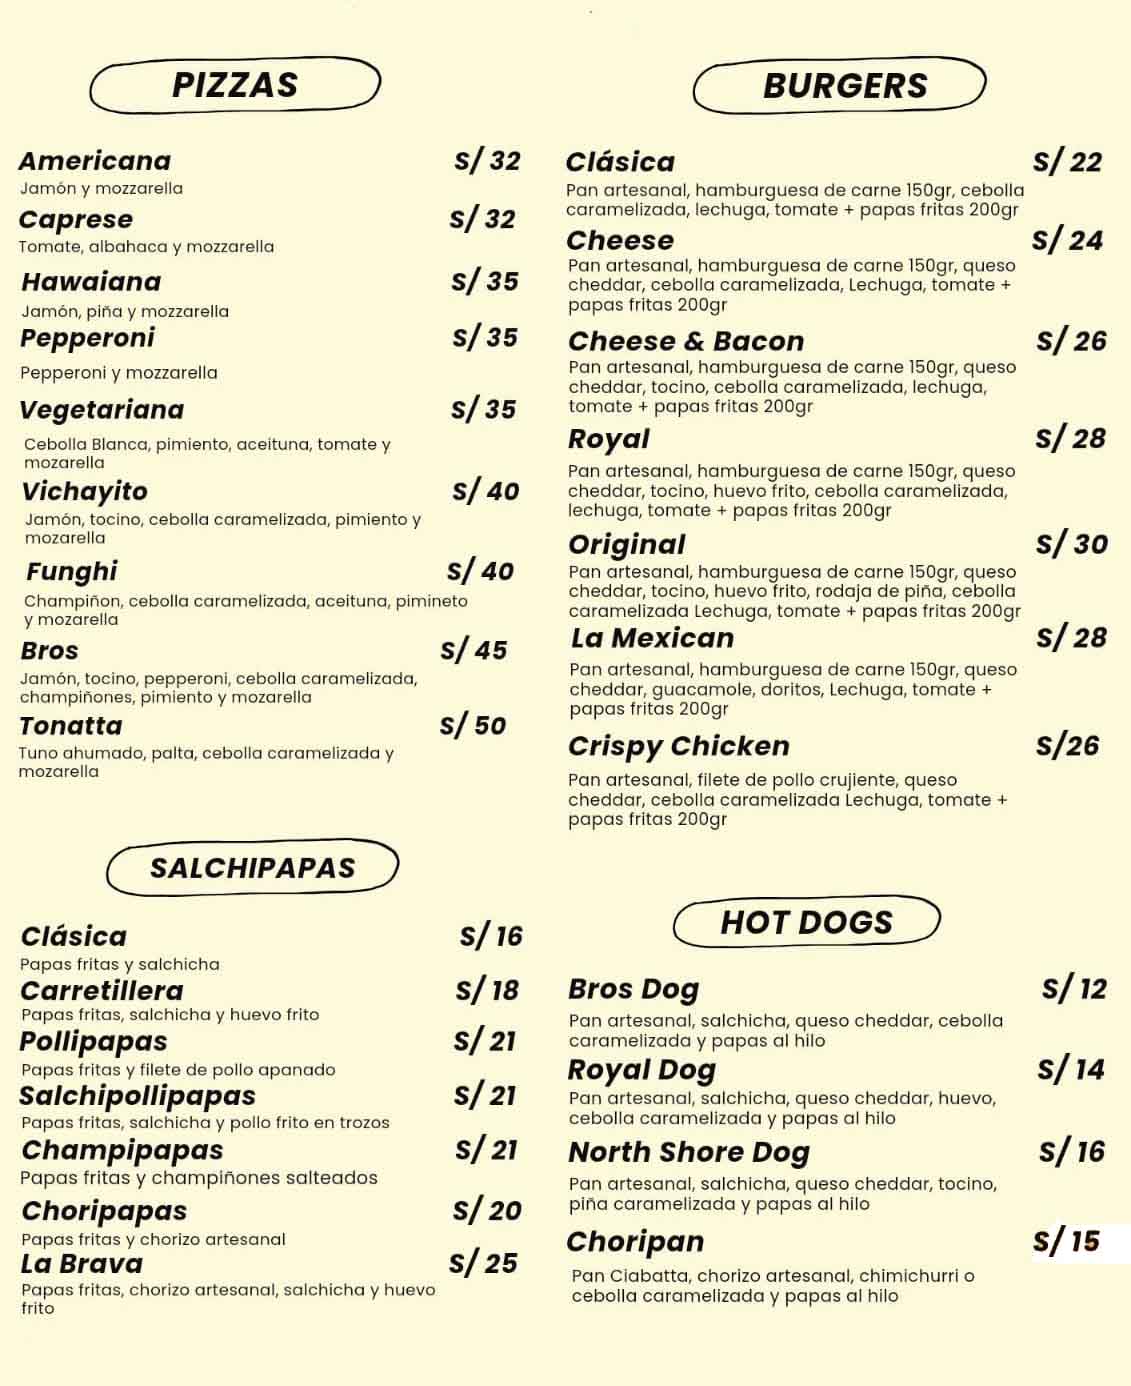 PIZZAS
Americana S/ 32
Jamón y mozzarella
Caprese S/ 32
Tomate, albahaca y mozzarella
Hawaiana S/ 35
Jamón, piña y mozzarella
Pepperoni S/ 35
Pepperoni y mozzarella
Vegetariana S/ 35
Cebolla Blanca, pimiento, aceituna, tomate y
mozarella
Vichayito S/ 40
Jamón, tocino, cebolla caramelizada, pimiento y
mozarella
Funghi S/ 40
Champiñon, cebolla caramelizada, aceituna, pimineto
y mozarella
Bros S/ 45
Jamón, tocino, pepperoni, cebolla caramelizada,
champiñones, pimiento y mozarella
Tonatta S/ 50
Tuno ahumado, palta, cebolla caramelizada y
mozarella
SALCHIPAPAS
Clásica S/ 16
Papas fritas y salchicha
Carretillera S/ 18
Papas fritas, salchicha y huevo frito
Pollipapas S/ 21
Papas fritas y filete de pollo apanado
Salchipollipapas S/ 21
Papas fritas, salchicha y pollo frito en trozos
Champipapas S/ 21
Papas fritas y champiñones salteados
Choripapas S/ 20
Papas fritas y chorizo artesanal
La Brava S/ 25
Papas fritas, chorizo artesanal, salchicha y huevo
frito
BURGERS
Clásica S/ 22
Pan artesanal, hamburguesa de carne 150gr, cebolla
caramelizada, lechuga, tomate + papas fritas 200gr
Cheese S/ 24
Pan artesanal, hamburguesa de carne 150gr, queso
cheddar, cebolla caramelizada, Lechuga, tomate +
papas fritas 200gr
Cheese & Bacon S/ 26
Pan artesanal, hamburguesa de carne 150gr, queso
cheddar, tocino, cebolla caramelizada, lechuga,
tomate + papas fritas 200gr
Royal S/ 28
Pan artesanal, hamburguesa de carne 150gr, queso
cheddar, tocino, huevo frito, cebolla caramelizada,
lechuga, tomate + papas fritas 200gr
Original S/ 30
Pan artesanal, hamburguesa de carne 150gr, queso
cheddar, tocino, huevo frito, rodaja de piña, cebolla
caramelizada Lechuga, tomate + papas fritas 200gr
La Mexican S/ 28
Pan artesanal, hamburguesa de carne 150gr, queso
cheddar, guacamole, doritos, Lechuga, tomate +
papas fritas 200gr
Crispy Chicken S/26
Pan artesanal, filete de pollo crujiente, queso
cheddar, cebolla caramelizada Lechuga, tomate +
papas fritas 200gr
HOT DOGS
Bros Dog S/ 12
Pan artesanal, salchicha, queso cheddar, cebolla
caramelizada y papas al hilo
Royal Dog S/ 14
Pan artesanal, salchicha, queso cheddar, huevo,
cebolla caramelizada y papas al hilo
North Shore Dog S/ 16
Pan artesanal, salchicha, queso cheddar, tocino,
piña caramelizada y papas al hilo
Choripan S/ 15
Pan Ciabatta, chorizo artesanal, chimichurri o
cebolla caramelizada y papas al hilo